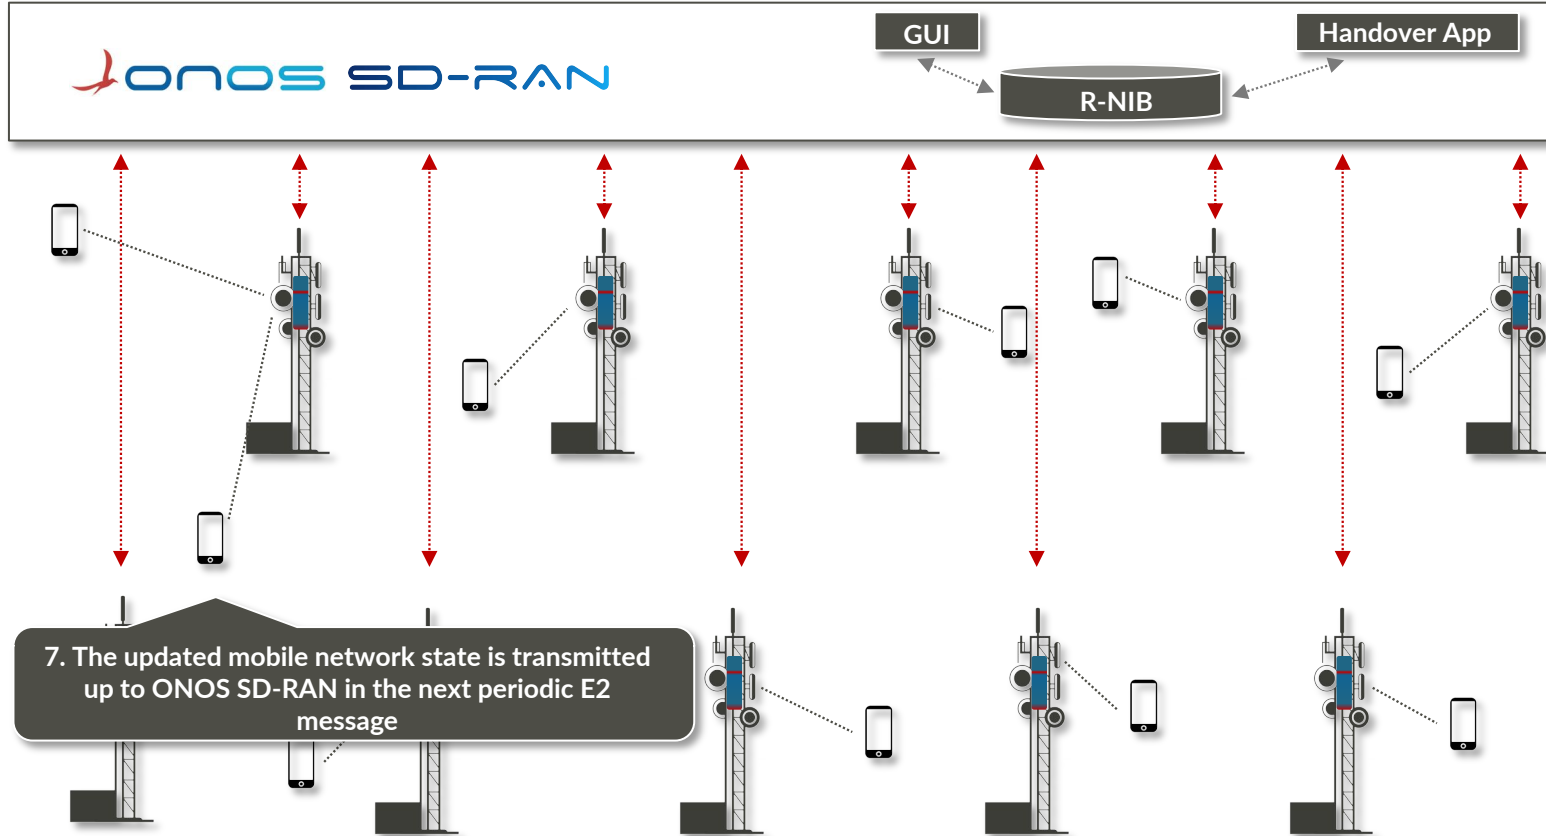 GUI
Handover App
ONOS SD-RAN
R-NIB
7. The updated mobile network state is transmitted
up to ONOS SD-RAN in the next periodic E2
message